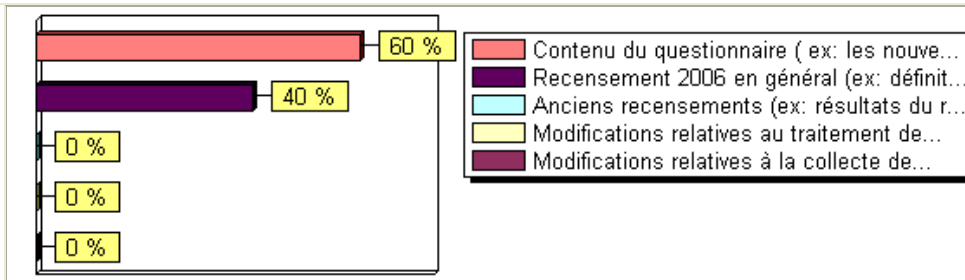 60 %
40 %
0 %
0 %
0 %
Contenu du questionnaire ( ex: les nouve...
Recensement 2006 en général (ex: définit...
Anciens recensements (ex: résultats du r...
Modifications relatives au traitement de...
Modifications relatives à la collecte de...